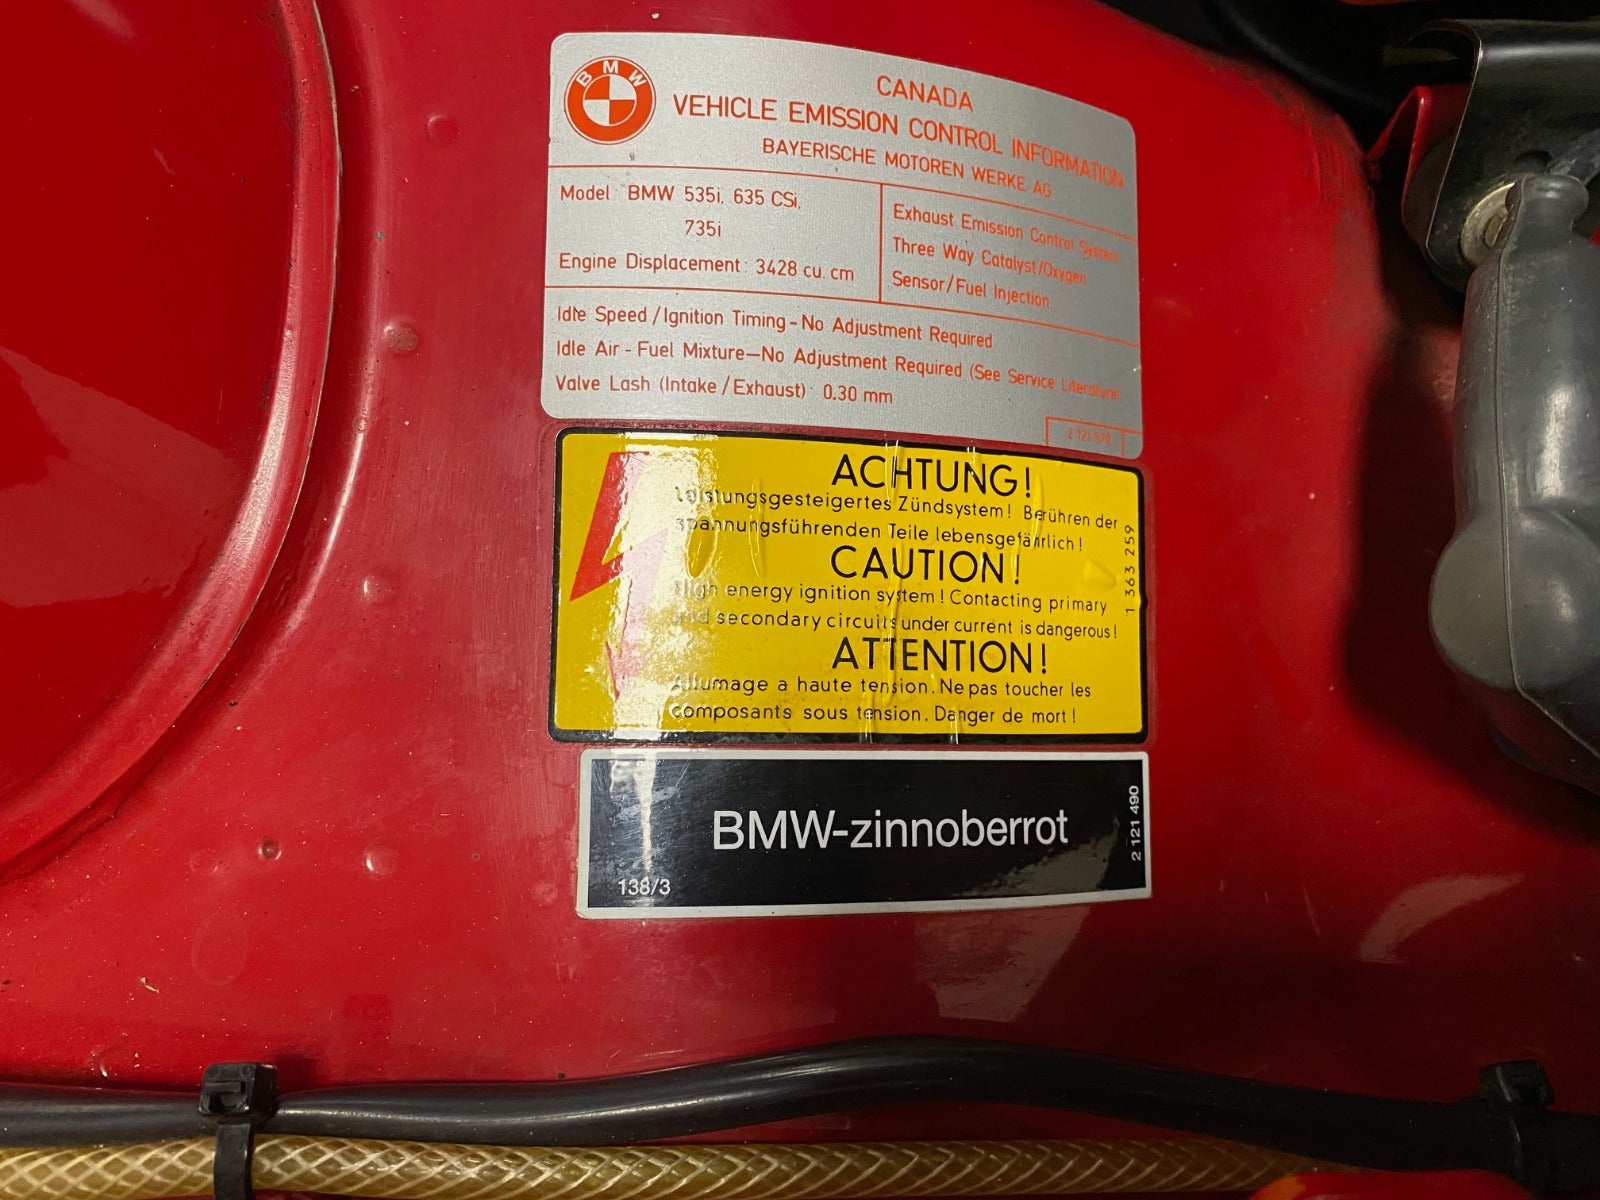 BMW
CANADA
VEHICLE EMISSION CONTROL INFORMATION
BAYERISCHE MOTOREN WERKE AG
Model: BMW 535i, 635 CSi,
735i
Engine Displacement: 3428 cu. cm
Exhaust Emission Control System
Three Way Catalyst/Oxygen
Sensor/Fuel Injection
Idle Speed / Ignition Timing - No Adjustment Required
Idle Air - Fuel Mixture—No Adjustment Required (See Service Literature)
Valve Lash (Intake / Exhaust): 0.30 mm
2 121 978
ACHTUNG!
Leistungsgesteigertes Zündsystem! Berühren der
spannungsführenden Teile lebensgefährlich!
CAUTION!
High energy ignition system! Contacting primary
and secondary circuits under current is dangerous!
ATTENTION!
Allumage a haute tension. Ne pas toucher les
composants sous tension. Danger de mort!
1 363 259
BMW-zinnoberrot
138/3
2 121 490